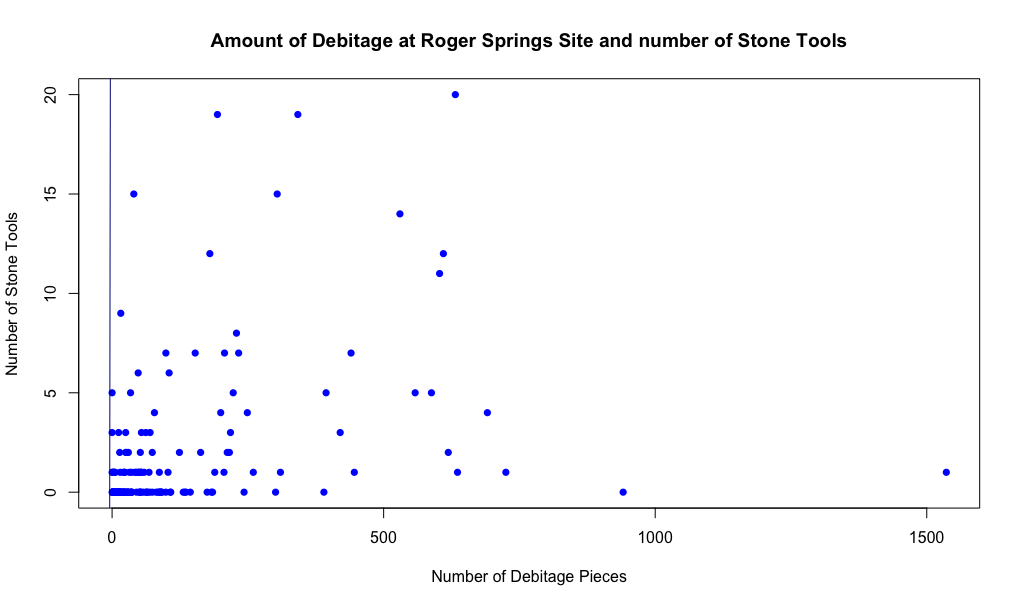 Amount of Debitage at Roger Springs Site and number of Stone Tools
Number of Stone Tools
20
15
10
5
0
0 500 1000 1500
Number of Debitage Pieces